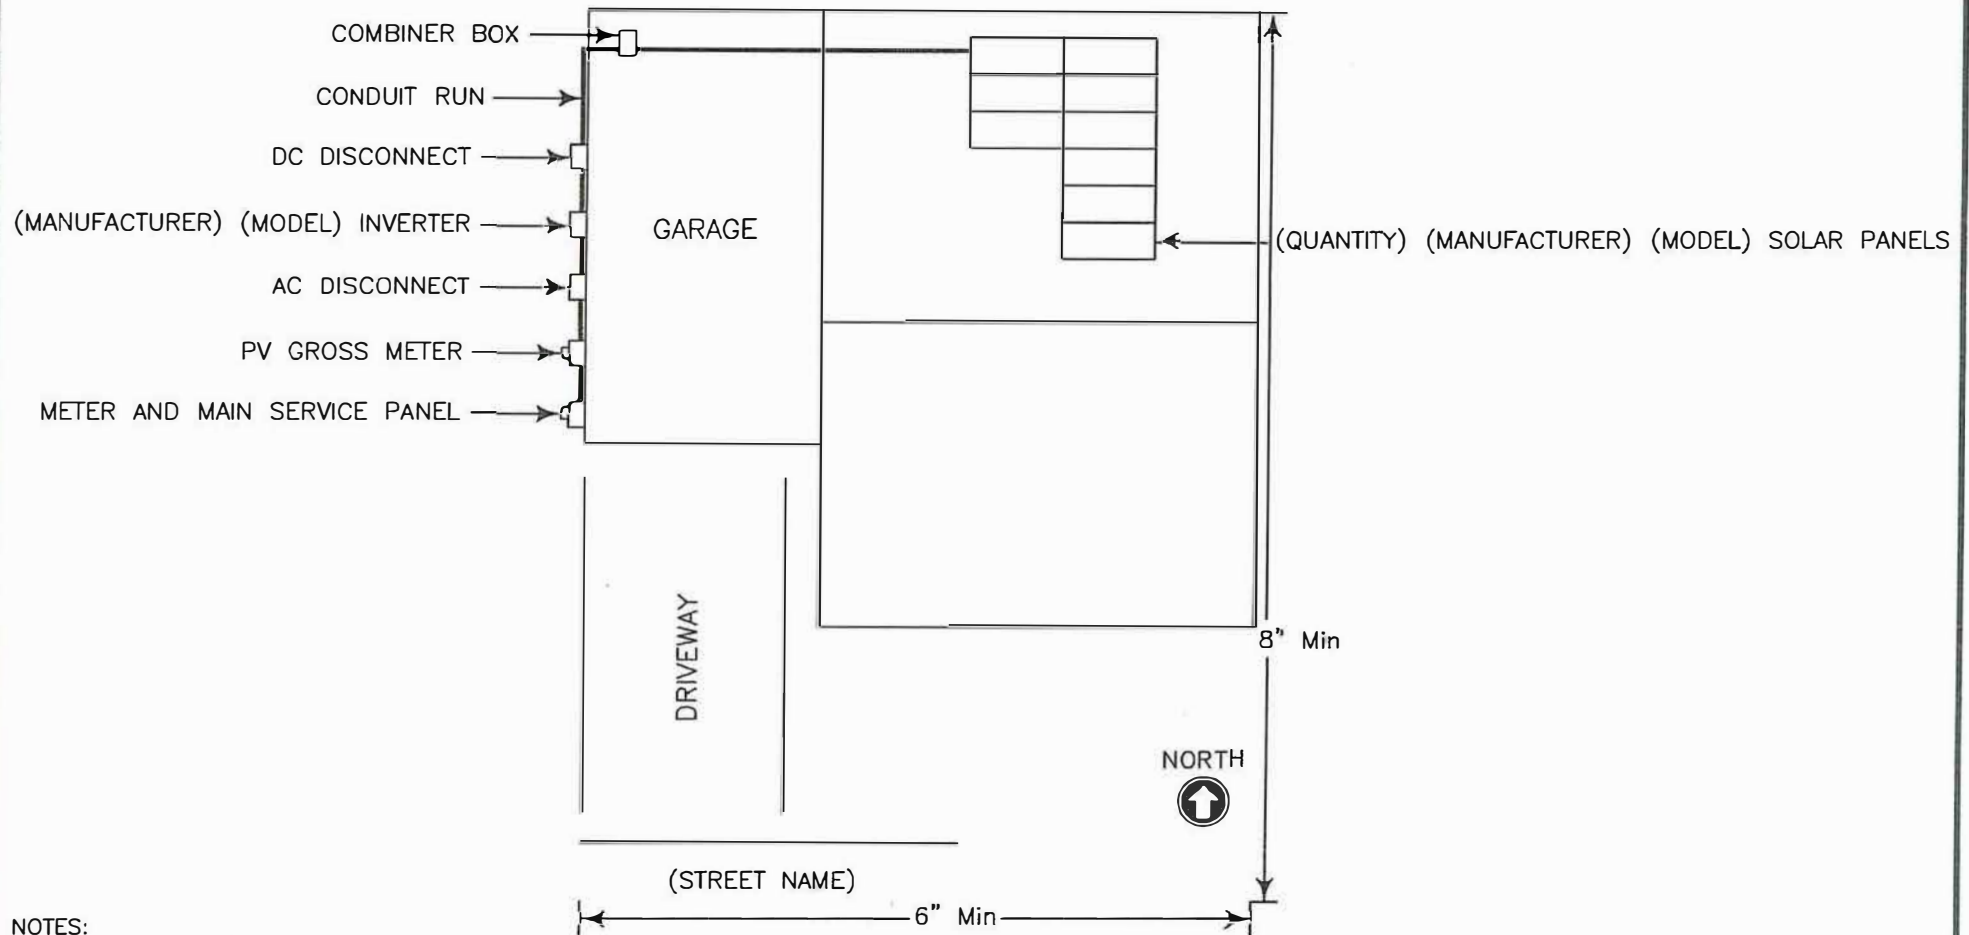 COMBINER BOX
CONDUIT RUN
DC DISCONNECT
(MANUFACTURER) (MODEL) INVERTER
GARAGE
(QUANTITY) (MANUFACTURER) (MODEL) SOLAR PANELS
AC DISCONNECT
PV GROSS METER
METER AND MAIN SERVICE PANEL
8" Min
DRIVEWAY
NORTH
(STREET NAME)
6" Min
NOTES: